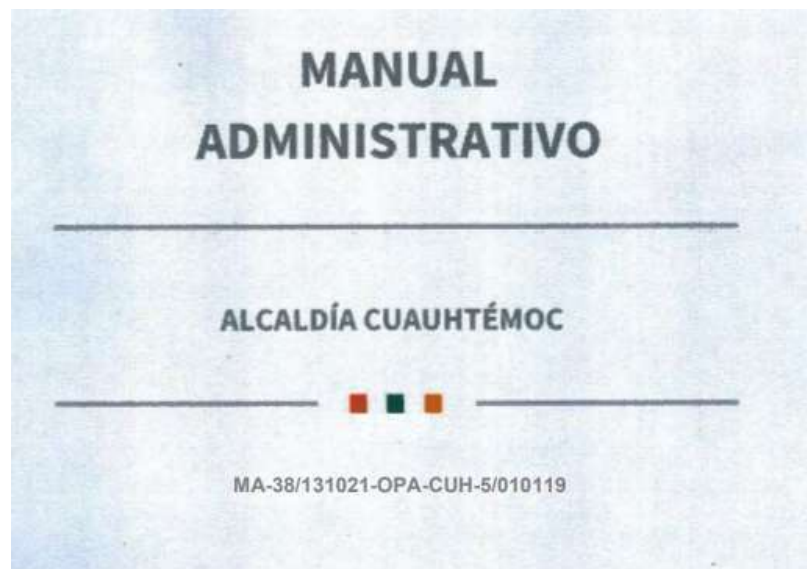 MANUAL
ADMINISTRATIVO
ALCALDÍA CUAUHTÉMOC
MA-38/131021-OPA-CUH-5/010119